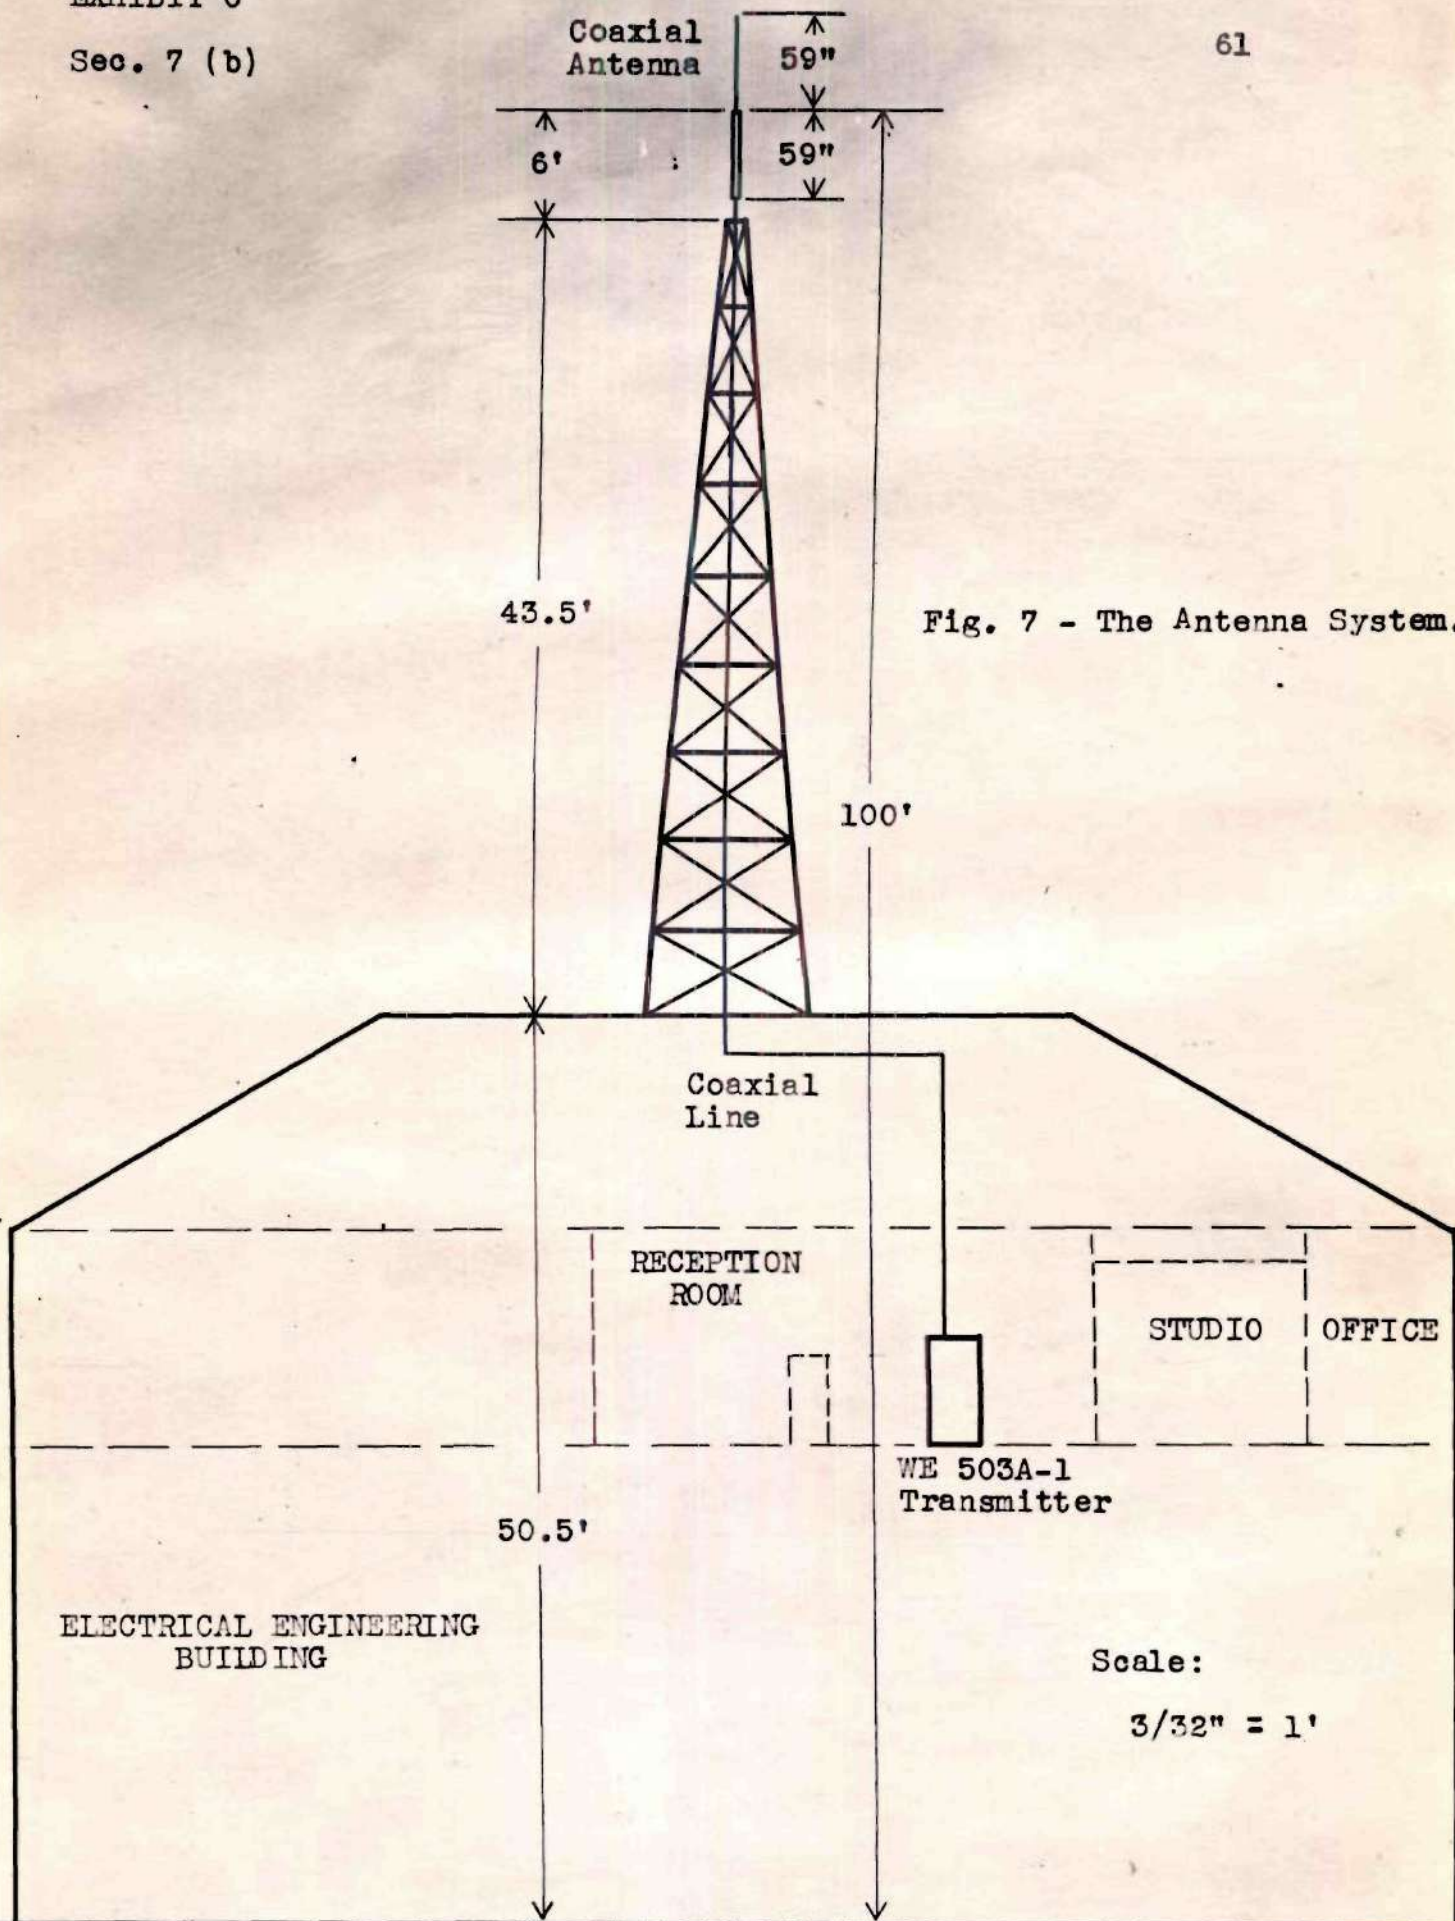 Sec. 7 (b)
61
Coaxial
Antenna
59"
6'
59"
43.5'
Fig. 7 - The Antenna System.
100'
Coaxial
Line
RECEPTION
ROOM
STUDIO
OFFICE
WE 503A-1
Transmitter
50.5'
ELECTRICAL ENGINEERING
BUILDING
Scale:
3/32" = 1'